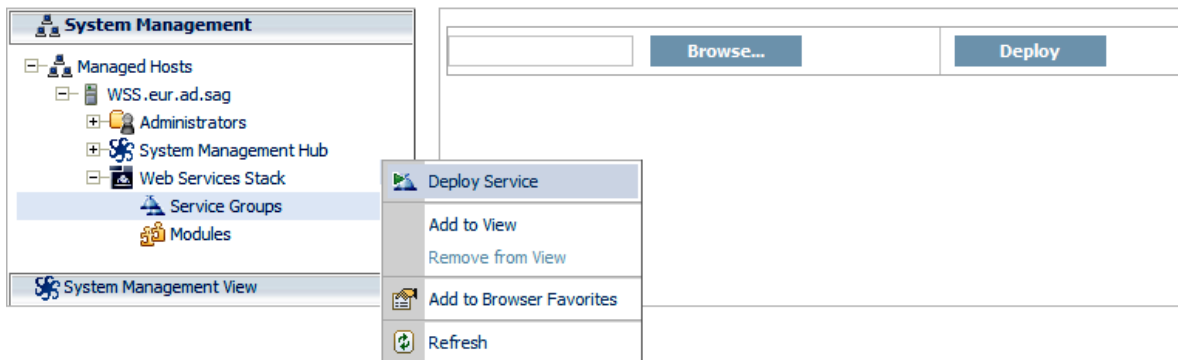 System Management
Managed Hosts
WSS.eur.ad.sag
Administrators
System Management Hub
Web Services Stack
Service Groups
Modules
System Management View
Browse...
Deploy
Deploy Service
Add to View
Remove from View
Add to Browser Favorites
Refresh